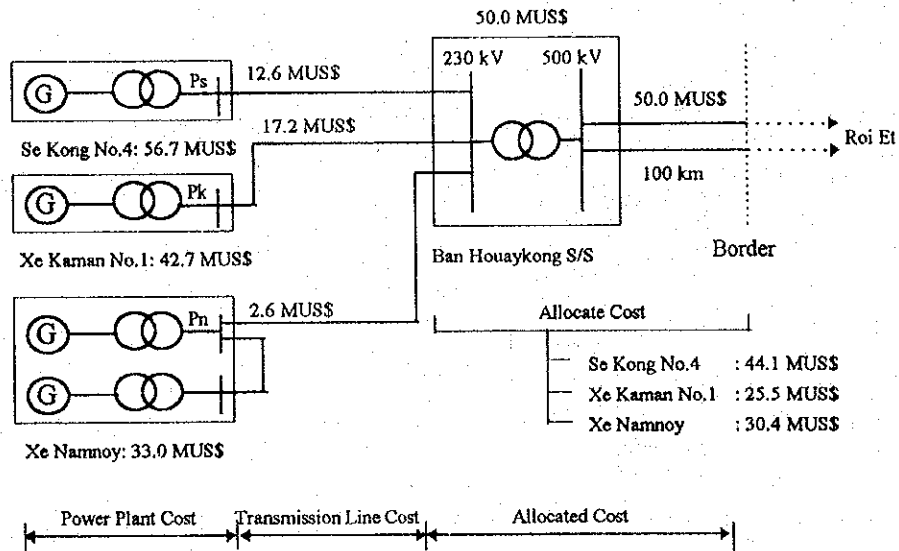 50.0 MUS$
230 kV 500 kV
G Ps 12.6 MUS$
50.0 MUS$
17.2 MUS$
Roi Et
Se Kong No.4: 56.7 MUS$
G Pk
100 km
Xe Kaman No.1: 42.7 MUS$
Ban Houaykong S/S
Border
G Pn 2.6 MUS$
Allocate Cost
G
Se Kong No.4 : 44.1 MUS$
Xe Kaman No.1 : 25.5 MUS$
Xe Namnoy : 30.4 MUS$
Xe Namnoy: 33.0 MUS$
Power Plant Cost Transmission Line Cost Allocated Cost